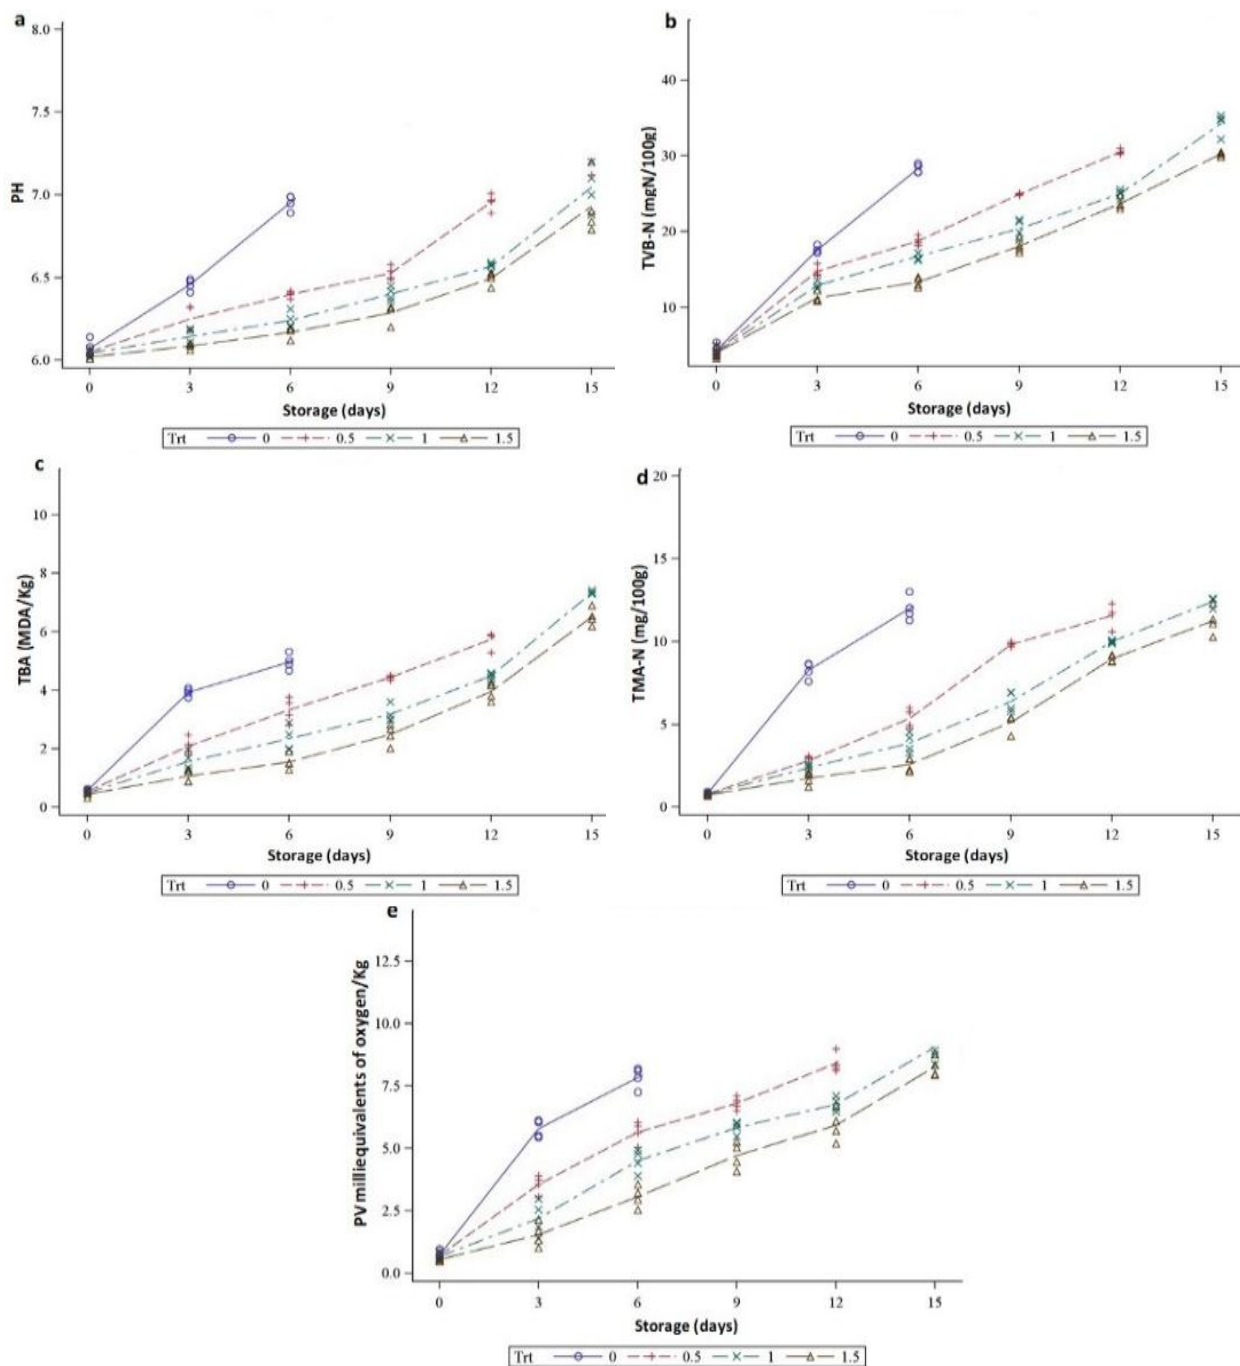 a
8.0
7.5
7.0
6.5
6.0
PH
0 3 6 9 12 15
Storage (days)
Trt 0 0.5 1 1.5
b
40
30
20
10
TVB-N (mgN/100g)
0 3 6 9 12 15
Storage (days)
Trt 0 0.5 1 1.5
c
10
8
6
4
2
0
TBA (MDA/Kg)
0 3 6 9 12 15
Storage (days)
Trt 0 0.5 1 1.5
d
20
15
10
5
0
TMA-N (mg/100g)
0 3 6 9 12 15
Storage (days)
Trt 0 0.5 1 1.5
e
12.5
10.0
7.5
5.0
2.5
0.0
PV milliequivalents of oxygen/Kg
0 3 6 9 12 15
Storage (days)
Trt 0 0.5 1 1.5